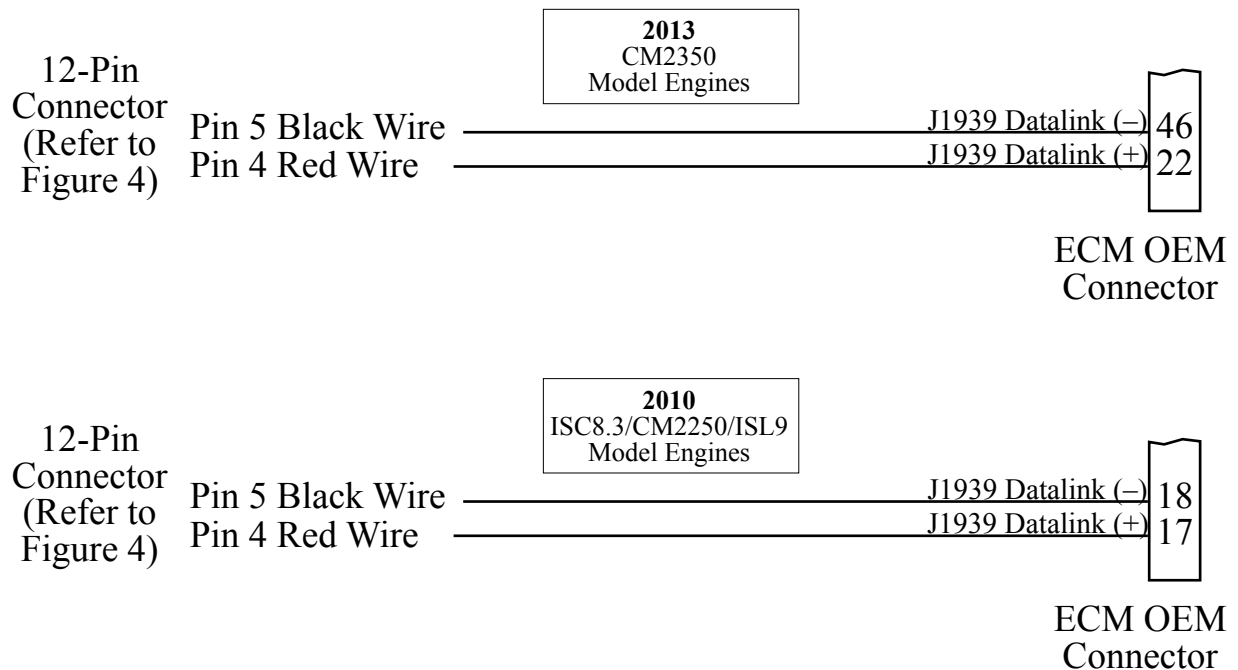 2013
CM2350
Model Engines
12-Pin
Connector
(Refer to
Figure 4)
Pin 5 Black Wire
Pin 4 Red Wire
J1939 Datalink (–)
J1939 Datalink (+)
46
22
ECM OEM
Connector
2010
ISC8.3/CM2250/ISL9
Model Engines
12-Pin
Connector
(Refer to
Figure 4)
Pin 5 Black Wire
Pin 4 Red Wire
J1939 Datalink (–)
J1939 Datalink (+)
18
17
ECM OEM
Connector